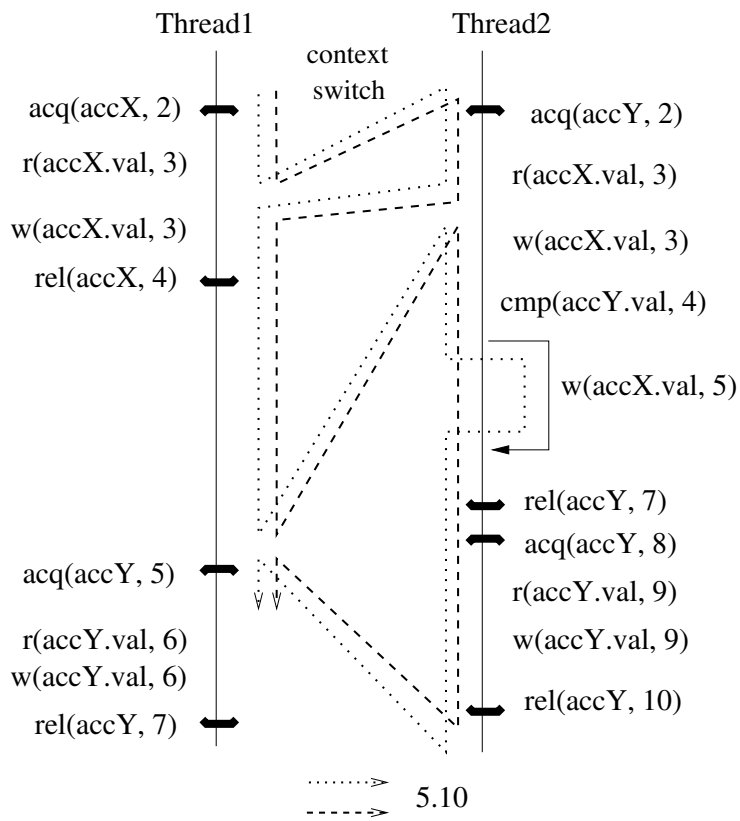 Thread1
Thread2
context
switch
acq(accX, 2)
r(accX.val, 3)
w(accX.val, 3)
rel(accX, 4)
acq(accY, 5)
r(accY.val, 6)
w(accY.val, 6)
rel(accY, 7)
acq(accY, 2)
r(accX.val, 3)
w(accX.val, 3)
cmp(accY.val, 4)
w(accX.val, 5)
rel(accY, 7)
acq(accY, 8)
r(accY.val, 9)
w(accY.val, 9)
rel(accY, 10)
5.10